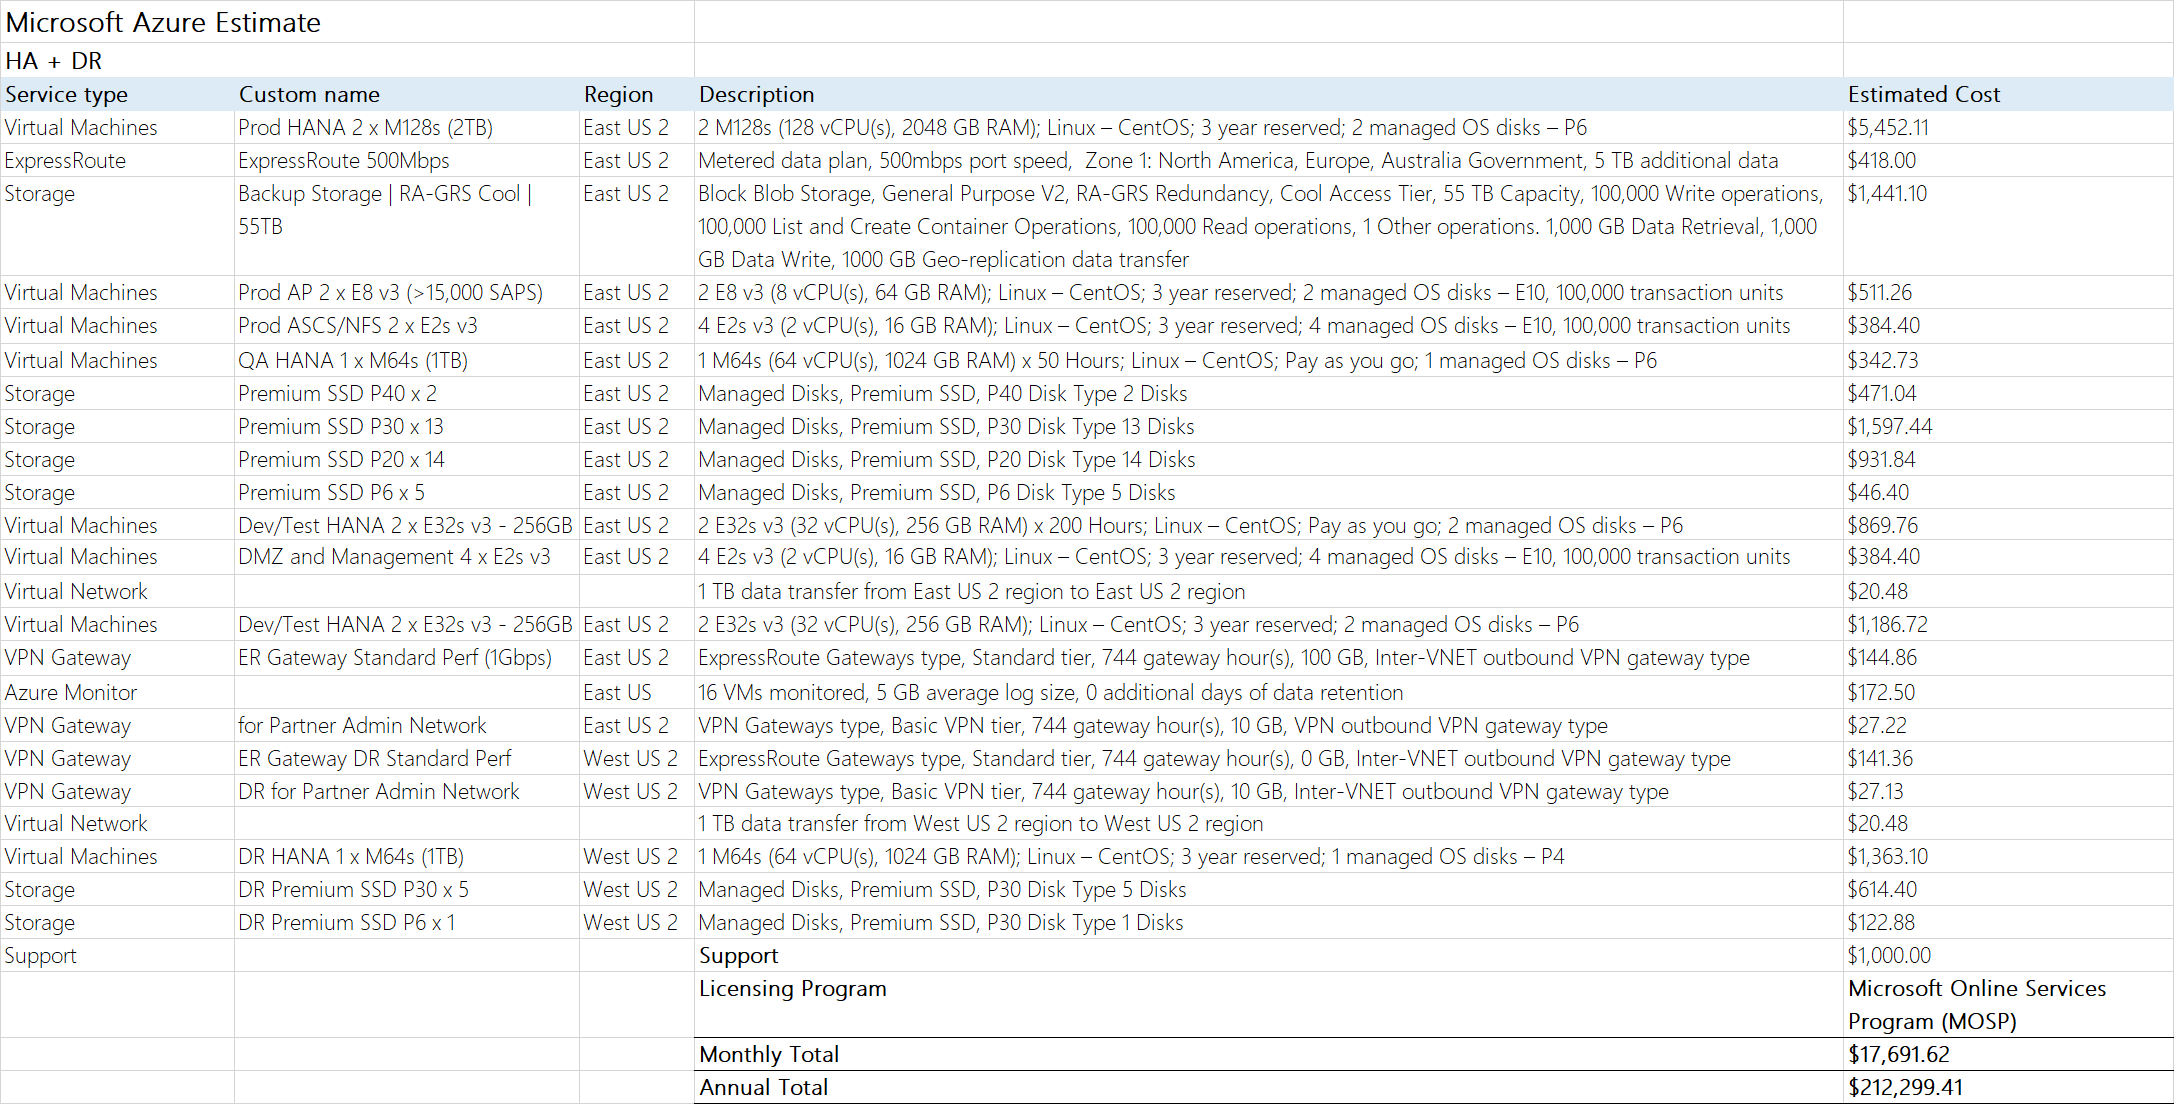 Microsoft Azure Estimate
HA + DR
Service type Custom name Region Description Estimated Cost
Virtual Machines Prod HANA 2 x M128s (2TB) East US 2 2 M128s (128 vCPU(s), 2048 GB RAM); Linux – CentOS; 3 year reserved; 2 managed OS disks – P6 $5,452.11
ExpressRoute ExpressRoute 500Mbps East US 2 Metered data plan, 500mbps port speed, Zone 1: North America, Europe, Australia Government, 5 TB additional data $418.00
Storage Backup Storage | RA-GRS Cool | East US 2 Block Blob Storage, General Purpose V2, RA-GRS Redundancy, Cool Access Tier, 55 TB Capacity, 100,000 Write operations, $1,441.10
55TB 100,000 List and Create Container Operations, 100,000 Read operations, 1 Other operations. 1,000 GB Data Retrieval, 1,000
GB Data Write, 1000 GB Geo-replication data transfer
Virtual Machines Prod AP 2 x E8 v3 (>15,000 SAPS) East US 2 2 E8 v3 (8 vCPU(s), 64 GB RAM); Linux – CentOS; 3 year reserved; 2 managed OS disks – E10, 100,000 transaction units $511.26
Virtual Machines Prod ASCS/NFS 2 x E2s v3 East US 2 4 E2s v3 (2 vCPU(s), 16 GB RAM); Linux – CentOS; 3 year reserved; 4 managed OS disks – E10, 100,000 transaction units $384.40
Virtual Machines QA HANA 1 x M64s (1TB) East US 2 1 M64s (64 vCPU(s), 1024 GB RAM) x 50 Hours; Linux – CentOS; Pay as you go; 1 managed OS disks – P6 $342.73
Storage Premium SSD P40 x 2 East US 2 Managed Disks, Premium SSD, P40 Disk Type 2 Disks $471.04
Storage Premium SSD P30 x 13 East US 2 Managed Disks, Premium SSD, P30 Disk Type 13 Disks $1,597.44
Storage Premium SSD P20 x 14 East US 2 Managed Disks, Premium SSD, P20 Disk Type 14 Disks $931.84
Storage Premium SSD P6 x 5 East US 2 Managed Disks, Premium SSD, P6 Disk Type 5 Disks $46.40
Virtual Machines Dev/Test HANA 2 x E32s v3 - 256GB East US 2 2 E32s v3 (32 vCPU(s), 256 GB RAM) x 200 Hours; Linux – CentOS; Pay as you go; 2 managed OS disks – P6 $869.76
Virtual Machines DMZ and Management 4 x E2s v3 East US 2 4 E2s v3 (2 vCPU(s), 16 GB RAM); Linux – CentOS; 3 year reserved; 4 managed OS disks – E10, 100,000 transaction units $384.40
Virtual Network 1 TB data transfer from East US 2 region to East US 2 region $20.48
Virtual Machines Dev/Test HANA 2 x E32s v3 - 256GB East US 2 2 E32s v3 (32 vCPU(s), 256 GB RAM); Linux – CentOS; 3 year reserved; 2 managed OS disks – P6 $1,186.72
VPN Gateway ER Gateway Standard Perf (1Gbps) East US 2 ExpressRoute Gateways type, Standard tier, 744 gateway hour(s), 100 GB, Inter-VNET outbound VPN gateway type $144.86
Azure Monitor East US 16 VMs monitored, 5 GB average log size, 0 additional days of data retention $172.50
VPN Gateway for Partner Admin Network East US 2 VPN Gateways type, Basic VPN tier, 744 gateway hour(s), 10 GB, VPN outbound VPN gateway type $27.22
VPN Gateway ER Gateway DR Standard Perf West US 2 ExpressRoute Gateways type, Standard tier, 744 gateway hour(s), 0 GB, Inter-VNET outbound VPN gateway type $141.36
VPN Gateway DR for Partner Admin Network West US 2 VPN Gateways type, Basic VPN tier, 744 gateway hour(s), 10 GB, Inter-VNET outbound VPN gateway type $27.13
Virtual Network 1 TB data transfer from West US 2 region to West US 2 region $20.48
Virtual Machines DR HANA 1 x M64s (1TB) West US 2 1 M64s (64 vCPU(s), 1024 GB RAM); Linux – CentOS; 3 year reserved; 1 managed OS disks – P4 $1,363.10
Storage DR Premium SSD P30 x 5 West US 2 Managed Disks, Premium SSD, P30 Disk Type 5 Disks $614.40
Storage DR Premium SSD P6 x 1 West US 2 Managed Disks, Premium SSD, P30 Disk Type 1 Disks $122.88
Support Support $1,000.00
Licensing Program Microsoft Online Services
Program (MOSP)
Monthly Total $17,691.62
Annual Total $212,299.41